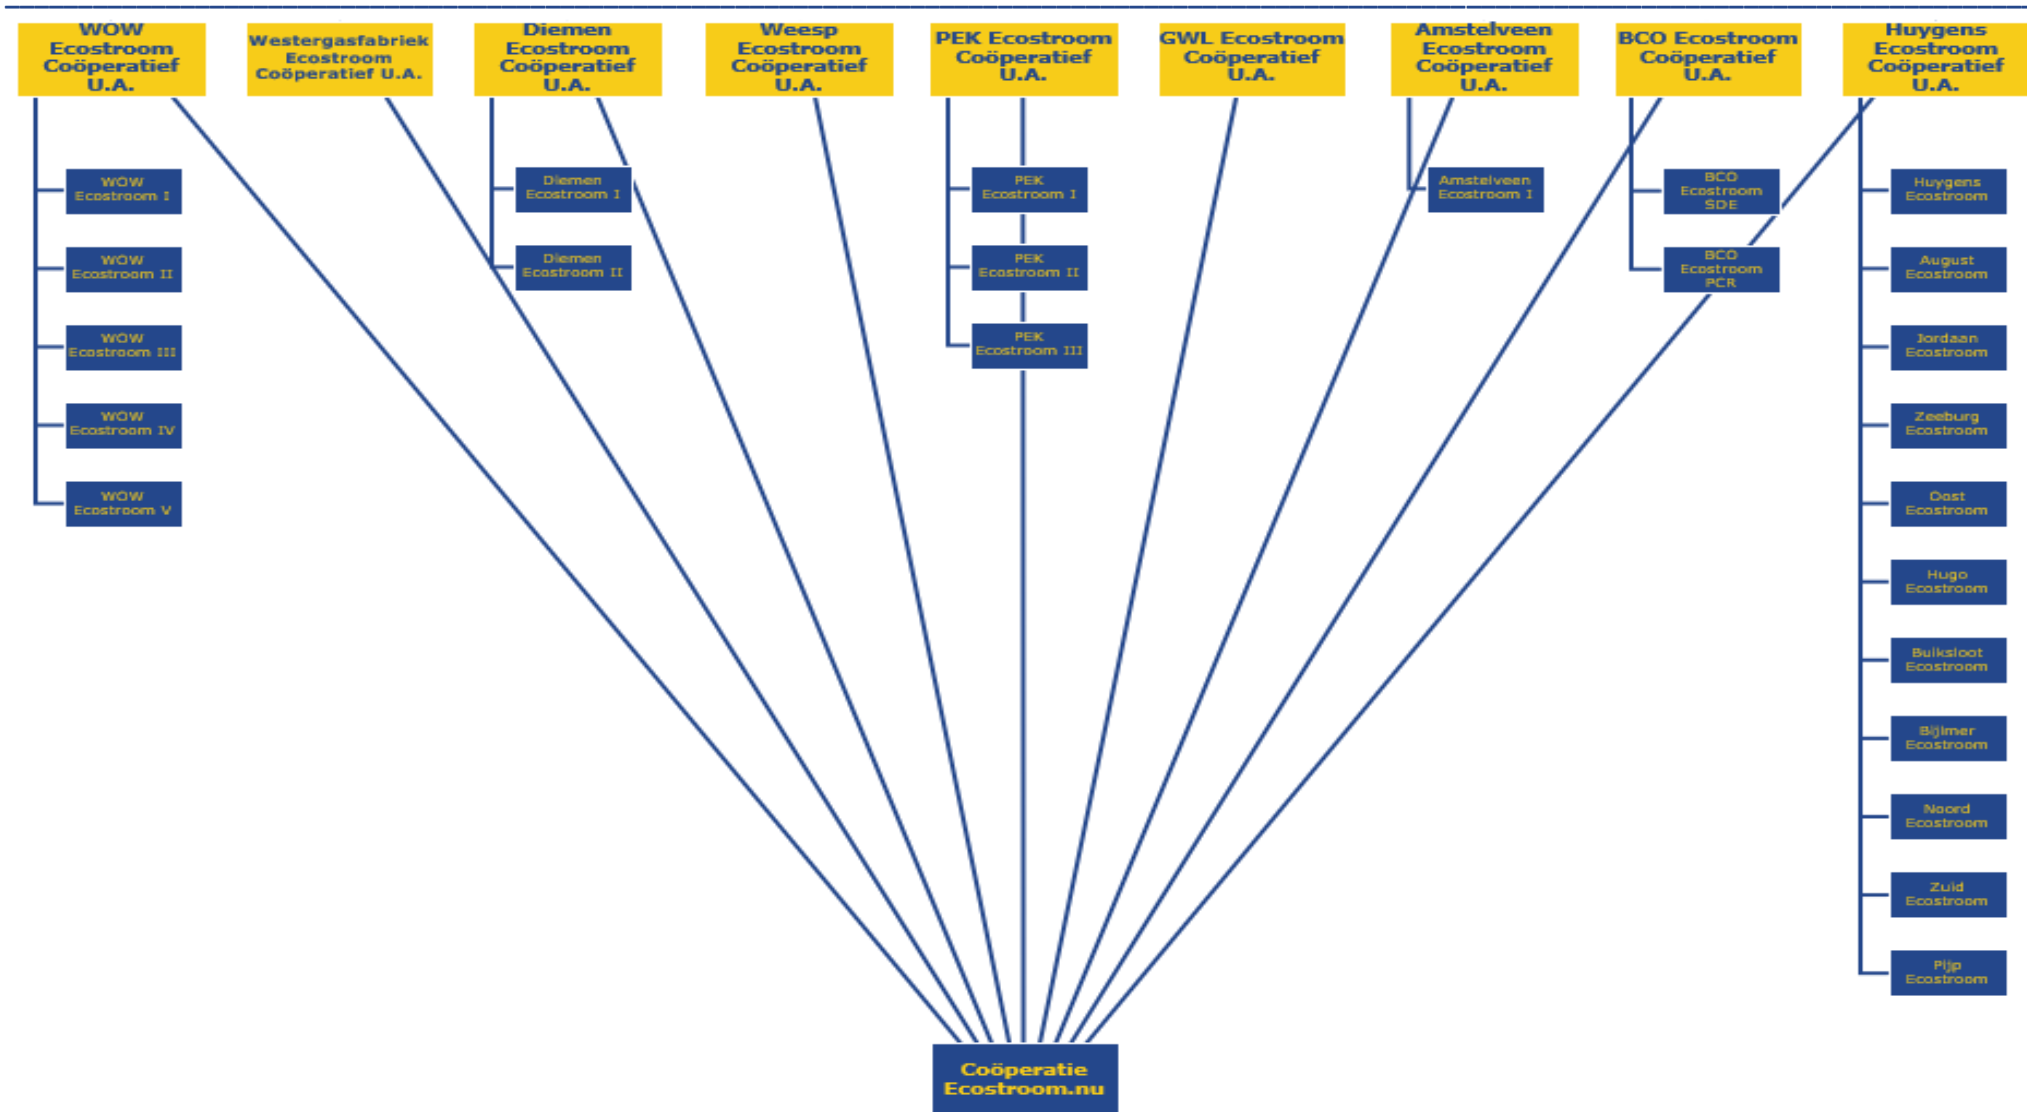 WOW
Ecostroom
Coöperatief
U.A.
Westergasfabriek
Ecostroom
Coöperatief U.A.
Diemen
Ecostroom
Coöperatief
U.A.
Weesp
Ecostroom
Coöperatief
U.A.
PEK Ecostroom
Coöperatief
U.A.
GWL Ecostroom
Coöperatief
U.A.
Amstelveen
Ecostroom
Coöperatief
U.A.
BCO Ecostroom
Coöperatief
U.A.
Huygens
Ecostroom
Coöperatief
U.A.
WOW
Ecostroom I
WOW
Ecostroom II
WOW
Ecostroom III
WOW
Ecostroom IV
WOW
Ecostroom V
Diemen
Ecostroom I
Diemen
Ecostroom II
PEK
Ecostroom I
PEK
Ecostroom II
PEK
Ecostroom III
Amstelveen
Ecostroom I
BCO
Ecostroom
SDE
BCO
Ecostroom
PCR
Huygens
Ecostroom
August
Ecostroom
Jordaan
Ecostroom
Zeeburg
Ecostroom
Oost
Ecostroom
Hugo
Ecostroom
Buiksloot
Ecostroom
Bijlmer
Ecostroom
Noord
Ecostroom
Zuid
Ecostroom
Pijp
Ecostroom
Coöperatie
Ecostroom.nu